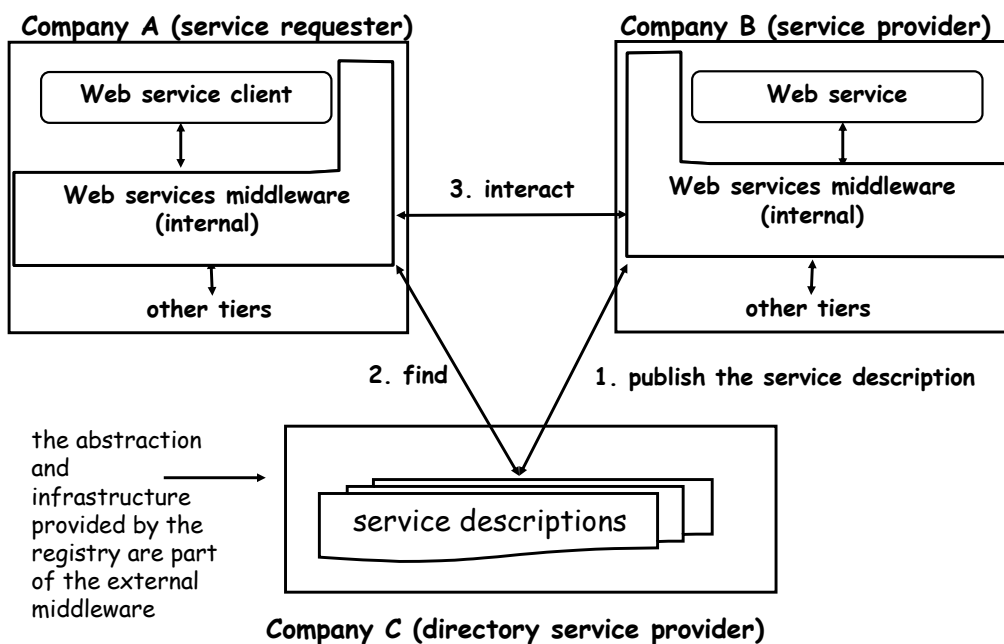 Company A (service requester)
Company B (service provider)
Web service client
Web service
Web services middleware
(internal)
3. interact
Web services middleware
(internal)
other tiers
other tiers
2. find
1. publish the service description
the abstraction
and
infrastructure
provided by the
registry are part
of the external
middleware
service descriptions
Company C (directory service provider)